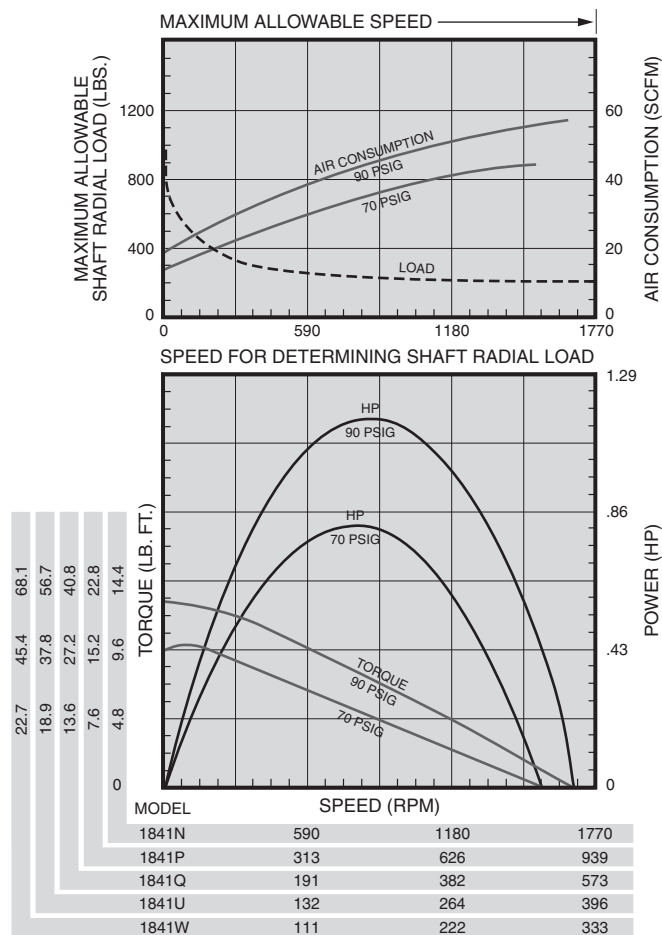 MAXIMUM ALLOWABLE SPEED
MAXIMUM ALLOWABLE
SHAFT RADIAL LOAD (LBS.)
1200
800
400
0
AIR CONSUMPTION
90 PSIG
70 PSIG
LOAD
60
40
20
0
AIR CONSUMPTION (SCFM)
0 590 1180 1770
SPEED FOR DETERMINING SHAFT RADIAL LOAD
TORQUE (LB. FT.)
68.1 56.7 40.8 22.8 14.4
45.4 37.8 27.2 15.2 9.6
22.7 18.9 13.6 7.6 4.8
0
HP
90 PSIG
HP
70 PSIG
TORQUE
90 PSIG
70 PSIG
1.29
.86
.43
0
POWER (HP)
MODEL SPEED (RPM)
1841N 590 1180 1770
1841P 313 626 939
1841Q 191 382 573
1841U 132 264 396
1841W 111 222 333